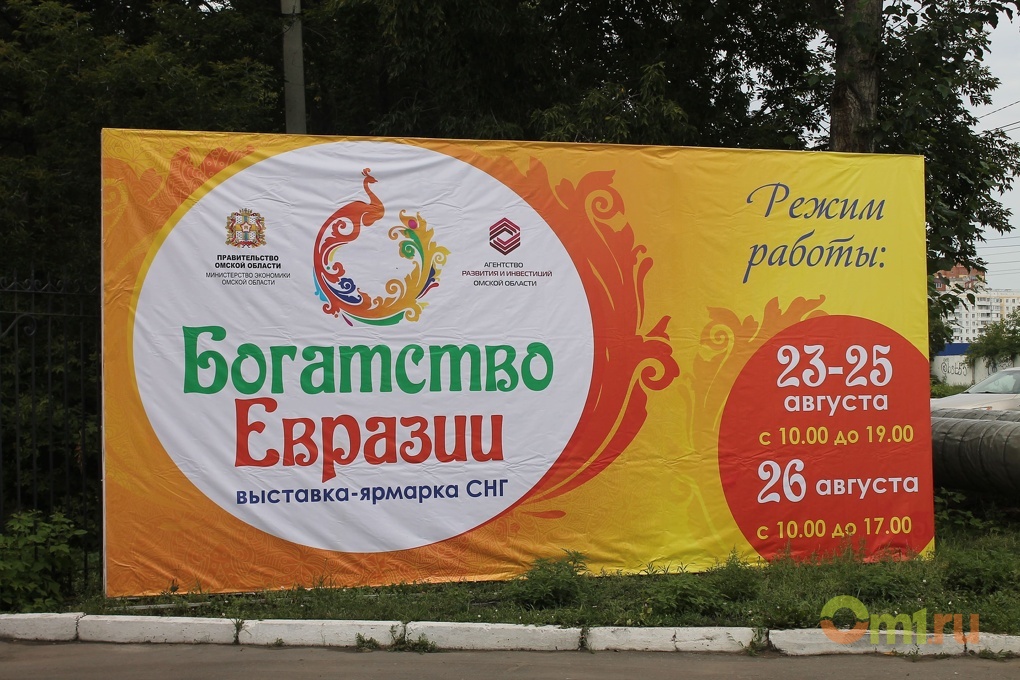 ПРАВИТЕЛЬСТВО
ОМСКОЙ ОБЛАСТИ
МИНИСТЕРСТВО ЭКОНОМИКИ
ОМСКОЙ ОБЛАСТИ
АГЕНТСТВО
РАЗВИТИЯ И ИНВЕСТИЦИЙ
ОМСКОЙ ОБЛАСТИ
Богатство
Евразии
выставка-ярмарка СНГ
Режим
работы:
23-25
августа
с 10.00 до 19.00
26 августа
с 10.00 до 17.00
Om1.ru